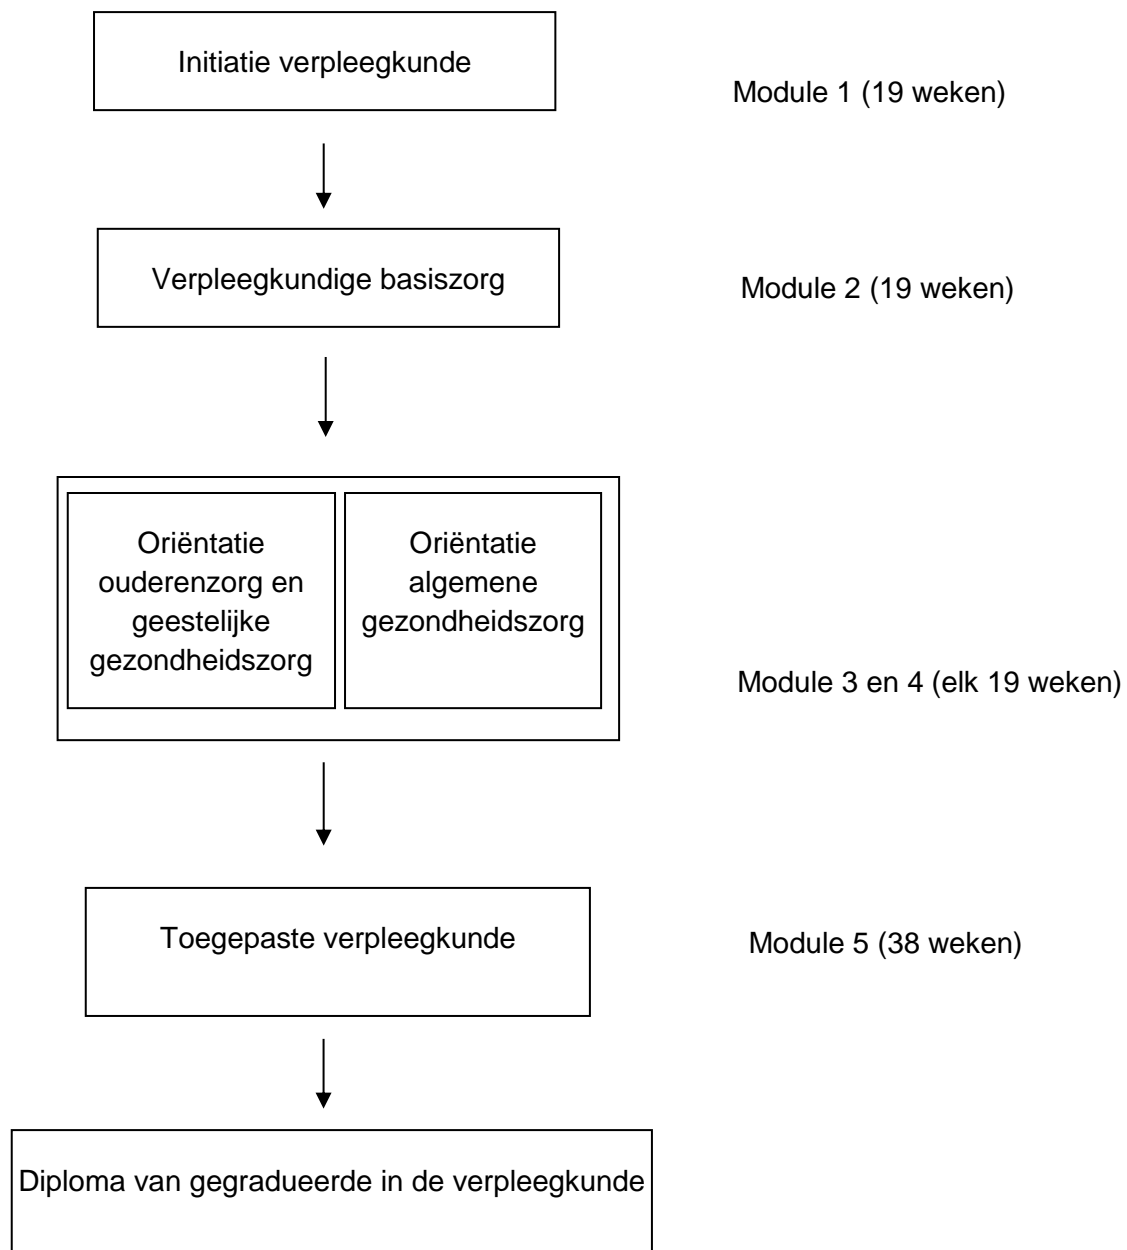 Initiatie verpleegkunde
Module 1 (19 weken)
Verpleegkundige basiszorg
Module 2 (19 weken)
Oriëntatie
ouderenzorg en
geestelijke
gezondheidszorg
Oriëntatie
algemene
gezondheidszorg
Module 3 en 4 (elk 19 weken)
Toegepaste verpleegkunde
Module 5 (38 weken)
Diploma van gegradueerde in de verpleegkunde